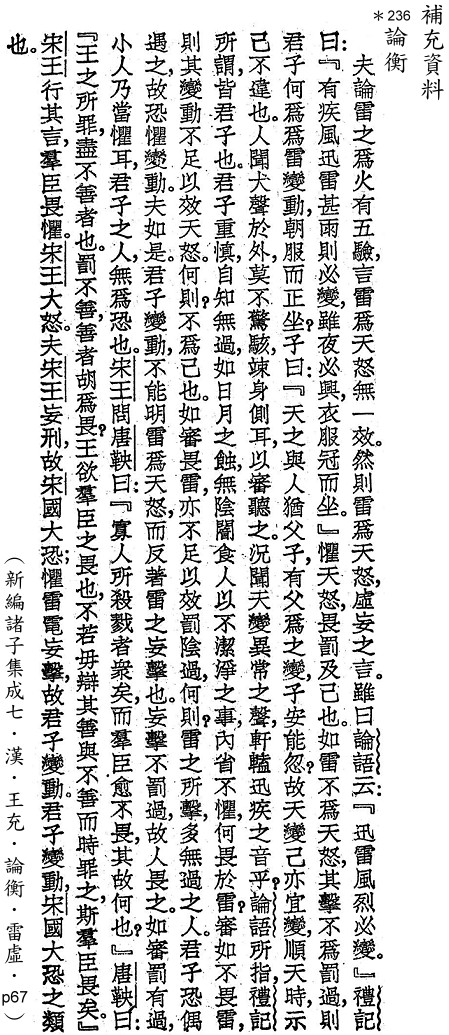 補充資料
＊236 論衡
夫論雷之爲火有五驗，言雷爲天怒無一效。然則雷爲天怒，虛妄之言。雖曰論語云：『迅雷風烈必變。』禮記
曰：『有疾風迅雷甚雨則必變，雖夜必興，衣服冠而坐。』懼天怒，畏罰及己也。如雷不爲天怒，其擊不爲罰過，則
君子何爲爲雷變動，朝服而正坐？子曰：『天之與人猶父子，有父爲之變，子安能忽？故天變己亦宜變，順天時，示
己不違也。人聞犬聲於外，莫不驚駭，竦身側耳，以審聽之。況聞天變異常之聲，軒䡷迅疾之音乎？論語所指，禮記
所謂，皆君子也。君子重慎，自知無過，如日月之蝕，無陰闇食人以不潔淨之事，內省不懼，何畏於雷？審如不畏雷，
則其變動不足以效天怒。何則？不爲己也。如審畏雷，亦不足以效罰陰過。何則？雷之所擊，多無過之人。君子恐偶
遇之，故恐懼變動。夫如是，君子變動，不能明雷爲天怒，而反著雷之妄擊也。妄擊不罰過，故人畏之。如審罰有過，
小人乃當懼耳，君子之人，無爲恐也。宋王問唐鞅曰：『寡人所殺戮者衆矣，而羣臣愈不畏，其故何也？』唐鞅曰：
『王之所罪，盡不善者也。罰不善，善者胡爲畏？王欲羣臣之畏也，不若毋辯其善與不善而時罪之，斯羣臣畏矣。』
宋王行其言，羣臣畏懼。宋王大怒。夫宋王妄刑，故宋國大恐；懼雷電妄擊，故君子變動。君子變動，宋國大恐之類
也。
（新編諸子集成七．漢．王充．論衡．雷虛．p67）